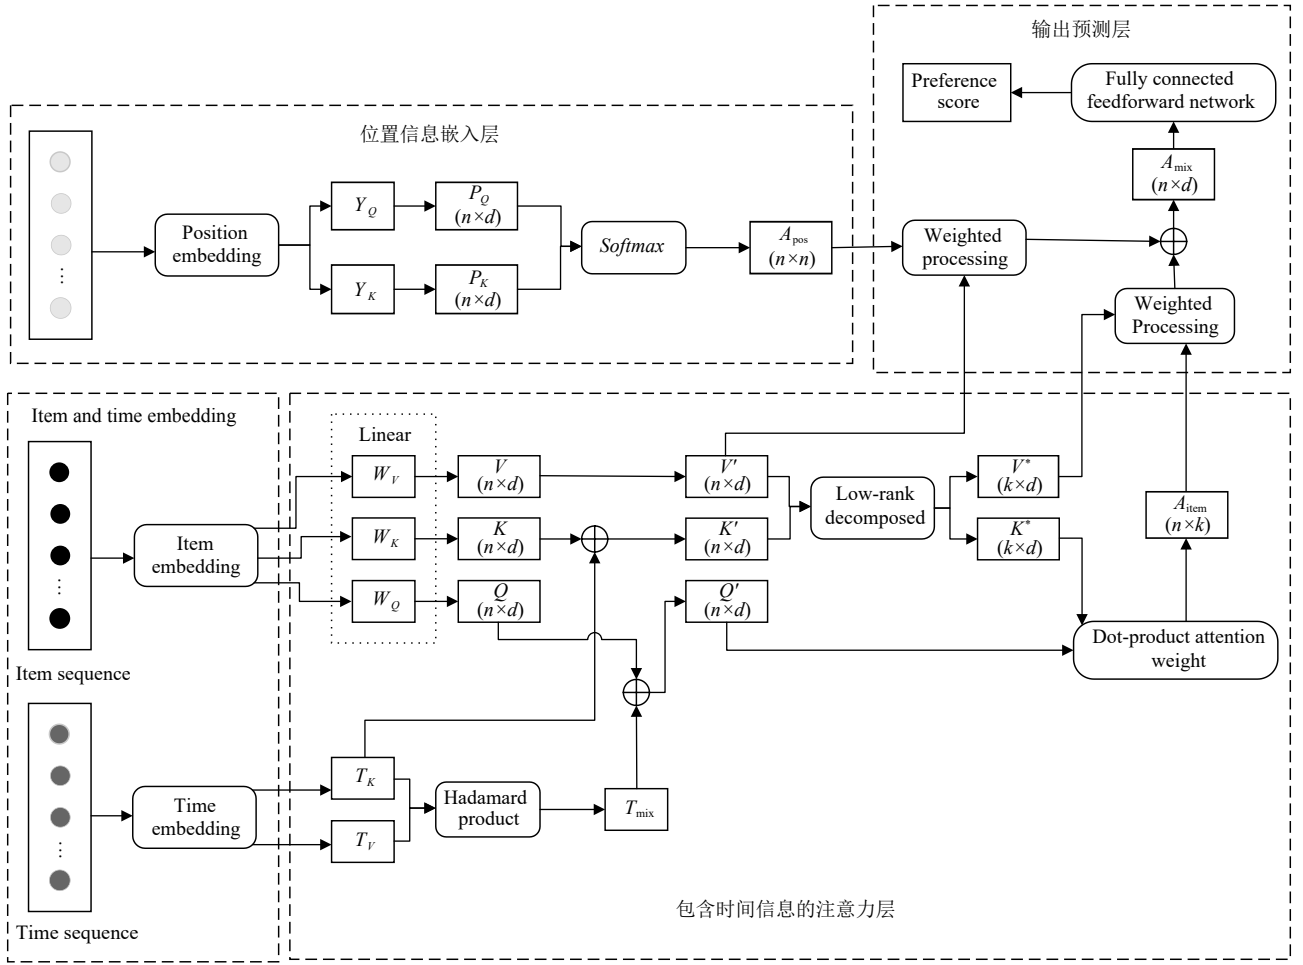 输出预测层
Preference
score
Fully connected
feedforward network
位置信息嵌入层
A_mix
(n×d)
Position
embedding
Y_Q
P_Q
(n×d)
Y_K
P_K
(n×d)
Softmax
A_pos
(n×n)
Weighted
processing
Weighted
Processing
Item and time embedding
Linear
W_V
V
(n×d)
V′
(n×d)
Low-rank
decomposed
V*
(k×d)
A_item
(n×k)
Item
embedding
W_K
K
(n×d)
K′
(n×d)
K*
(k×d)
W_Q
Q
(n×d)
Q′
(n×d)
Dot-product attention
weight
Item sequence
Time
embedding
T_K
T_V
Hadamard
product
T_mix
Time sequence
包含时间信息的注意力层